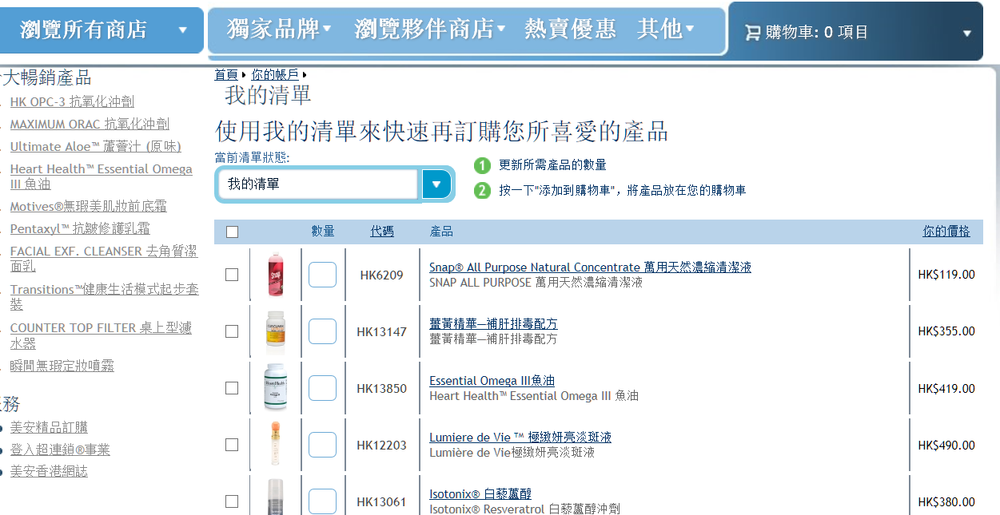 瀏覽所有商店
獨家品牌
瀏覽夥伴商店
熱賣優惠
其他
購物車: 0 項目
大暢銷產品
HK OPC-3 抗氧化沖劑
MAXIMUM ORAC 抗氧化沖劑
Ultimate Aloe™ 蘆薈汁 (原味)
Heart Health™ Essential Omega
III 魚油
Motives®無瑕美肌妝前底霜
Pentaxyl™ 抗皺修護乳霜
FACIAL EXF. CLEANSER 去角質潔
面乳
Transitions™健康生活模式起步套
裝
COUNTER TOP FILTER 桌上型濾
水器
瞬間無瑕定妝噴霧
務
美安精品訂購
登入超連鎖®事業
美安香港網誌
首頁 你的帳戶
我的清單
使用我的清單來快速再訂購您所喜愛的產品
當前清單狀態:
我的清單
1 更新所需產品的數量
2 按一下"添加到購物車"，將產品放在您的購物車
數量 代碼 產品 你的價格
HK6209 Snap® All Purpose Natural Concentrate 萬用天然濃縮清潔液 HK$119.00
SNAP ALL PURPOSE 萬用天然濃縮清潔液
HK13147 薑黃精華—補肝排毒配方 HK$355.00
薑黃精華—補肝排毒配方
HK13850 Essential Omega III魚油 HK$419.00
Heart Health™ Essential Omega III 魚油
HK12203 Lumiere de Vie ™ 極緻妍亮淡斑液 HK$490.00
Lumière de Vie極緻妍亮淡斑液
HK13061 Isotonix® 白藜蘆醇 HK$380.00
Isotonix® Resveratrol 白藜蘆醇沖劑